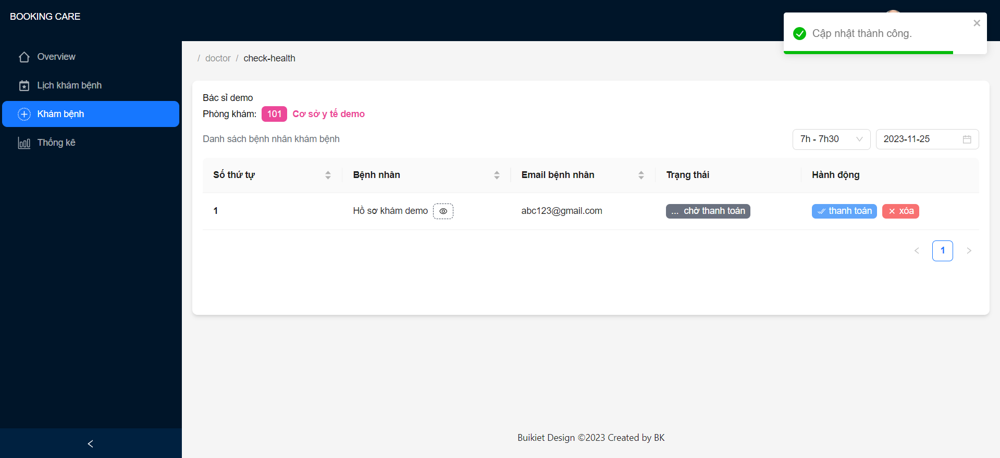 BOOKING CARE
Cập nhật thành công.
Overview
Lịch khám bệnh
Khám bệnh
Thống kê
/ doctor / check-health
Bác sĩ demo
Phòng khám: 101 Cơ sở y tế demo
Danh sách bệnh nhân khám bệnh
7h - 7h30
2023-11-25
Số thứ tự
Bệnh nhân
Email bệnh nhân
Trạng thái
Hành động
1
Hồ sơ khám demo
abc123@gmail.com
... chờ thanh toán
thanh toán
xóa
1
Buikiet Design ©2023 Created by BK